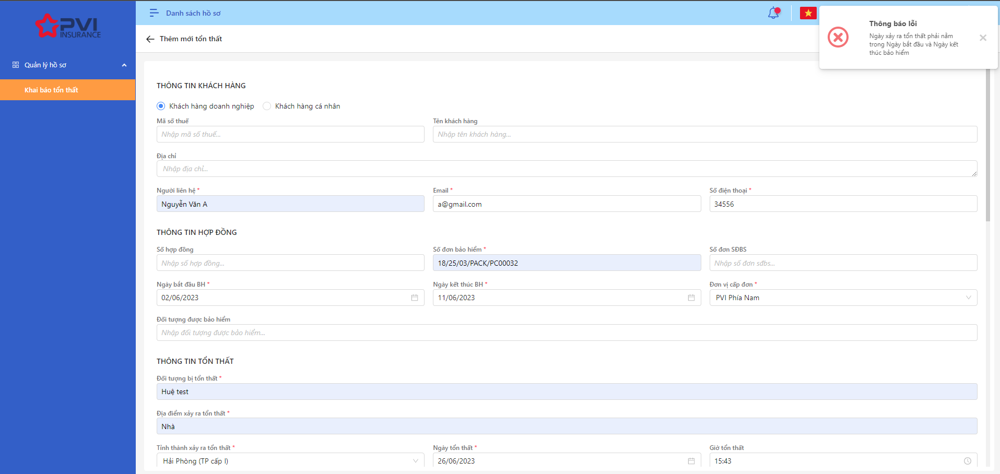 PVI
INSURANCE
Quản lý hồ sơ
Khai báo tổn thất
Danh sách hồ sơ
Thêm mới tổn thất
Thông báo lỗi
Ngày xảy ra tổn thất phải nằm
trong Ngày bắt đầu và Ngày kết
thúc bảo hiểm
THÔNG TIN KHÁCH HÀNG
Khách hàng doanh nghiệp Khách hàng cá nhân
Mã số thuế Tên khách hàng
Nhập mã số thuế... Nhập tên khách hàng...
Địa chỉ
Nhập địa chỉ...
Người liên hệ * Email * Số điện thoại *
Nguyễn Văn A a@gmail.com 34556
THÔNG TIN HỢP ĐỒNG
Số hợp đồng Số đơn bảo hiểm * Số đơn SĐBS
Nhập số hợp đồng... 18/25/03/PACK/PC00032 Nhập số đơn sđbs...
Ngày bắt đầu BH * Ngày kết thúc BH * Đơn vị cấp đơn *
02/06/2023 11/06/2023 PVI Phía Nam
Đối tượng được bảo hiểm
Nhập đối tượng được bảo hiểm...
THÔNG TIN TỔN THẤT
Đối tượng bị tổn thất *
Huệ test
Địa điểm xảy ra tổn thất *
Nhà
Tỉnh thành xảy ra tổn thất * Ngày tổn thất * Giờ tổn thất
Hải Phòng (TP cấp I) 26/06/2023 15:43